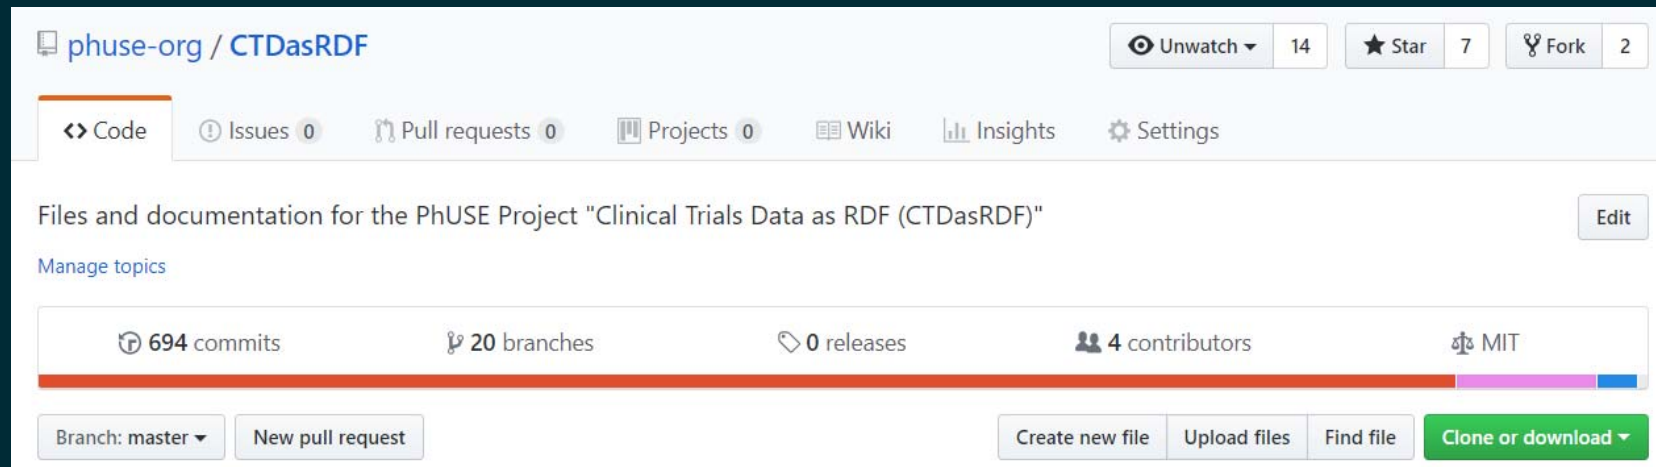 phuse-org / CTDasRDF Unwatch 14 Star 7 Fork 2
Code Issues 0 Pull requests 0 Projects 0 Wiki Insights Settings
Files and documentation for the PhUSE Project "Clinical Trials Data as RDF (CTDasRDF)" Edit
Manage topics
694 commits 20 branches 0 releases 4 contributors MIT
Branch: master New pull request Create new file Upload files Find file Clone or download